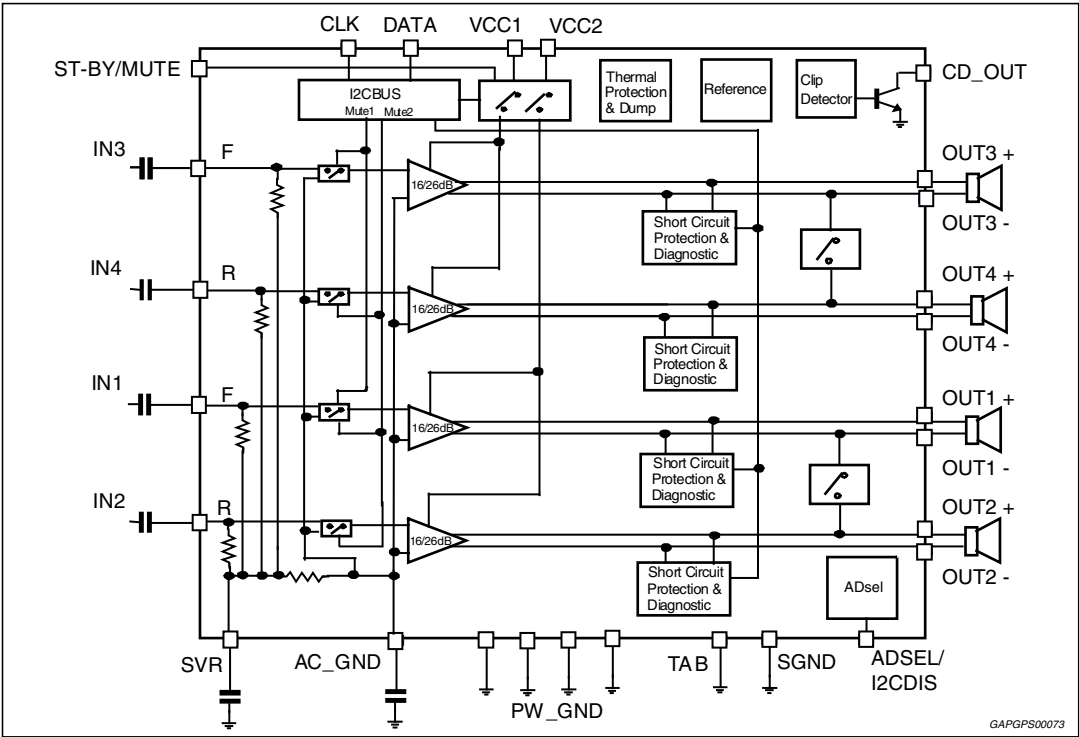 CLK
DATA
VCC1
VCC2
ST-BY/MUTE
CD_OUT
I2CBUS
Mute1
Mute2
Thermal
Protection
& Dump
Reference
Clip
Detector
IN3
F
16/26dB
OUT3 +
OUT3 -
Short Circuit
Protection &
Diagnostic
IN4
R
16/26dB
OUT4 +
OUT4 -
Short Circuit
Protection &
Diagnostic
IN1
F
16/26dB
OUT1 +
OUT1 -
Short Circuit
Protection &
Diagnostic
IN2
R
16/26dB
OUT2 +
OUT2 -
Short Circuit
Protection &
Diagnostic
ADsel
SVR
AC_GND
PW_GND
TAB
SGND
ADSEL/
I2CDIS
GAPGPS00073